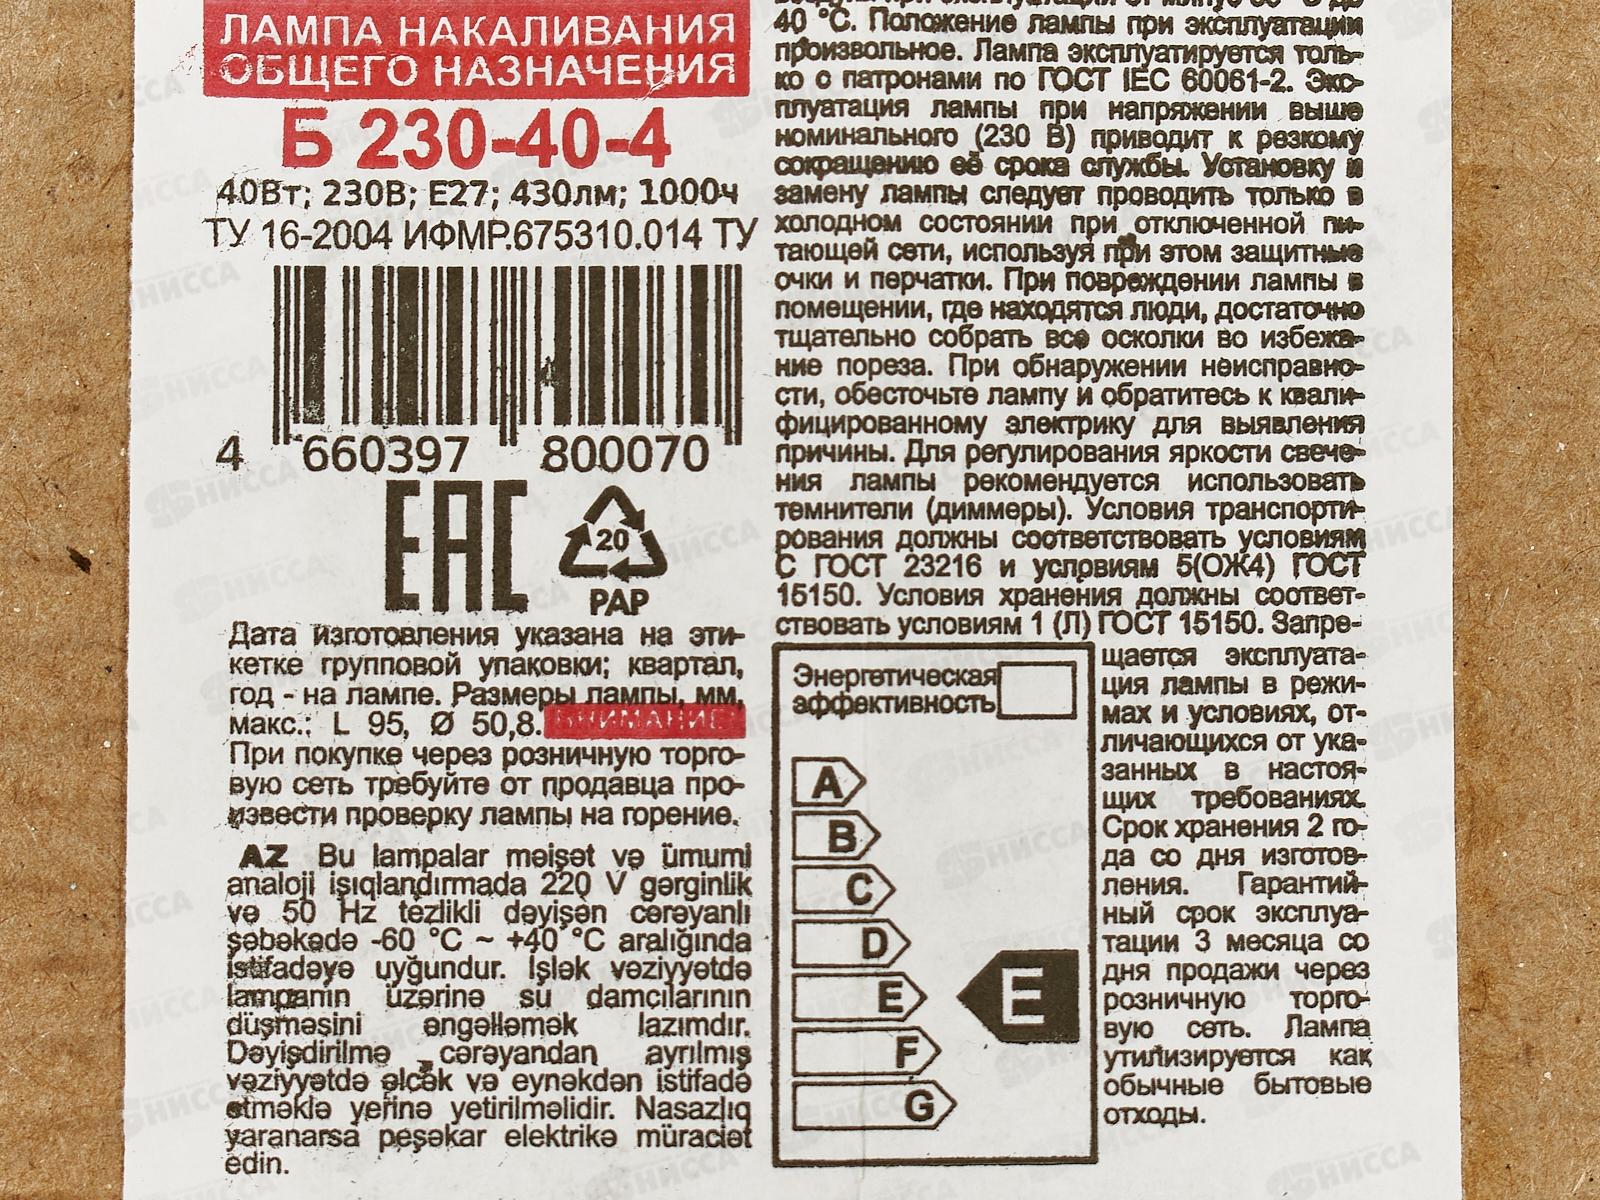 ЛАМПА НАКАЛИВАНИЯ
ОБЩЕГО НАЗНАЧЕНИЯ
Б 230-40-4
40Вт; 230В; Е27; 430лм; 1000ч
ТУ 16-2004 ИФМР.675310.014 ТУ
4 660397 800070
ЕАС
20
PAP
Дата изготовления указана на эти-
кетке групповой упаковки; квартал,
год - на лампе. Размеры лампы, мм,
макс.: L 95, Ø 50,8. ВНИМАНИЕ!
При покупке через розничную торго-
вую сеть требуйте от продавца про-
извести проверку лампы на горение.
AZ Bu lampalar məişət və ümumi
analoji işıqlandırmada 220 V gərginlik
və 50 Hz tezlikli dəyişən cərəyanlı
şəbəkədə -60 °C ~ +40 °C aralığında
istifadəyə uyğundur. İşlək vəziyyətdə
lampanın üzərinə su damcılarının
düşməsini əngəlləmək lazımdır.
Dəyişdirilmə cərəyandan ayrılmış
vəziyyətdə əlcək və eynəkdən istifadə
etməklə yerinə yetirilməlidir. Nasazlıq
yaranarsa peşəkar elektrikə müraciət
edin.
40 °С. Положение лампы при эксплуатации
произвольное. Лампа эксплуатируется толь-
ко с патронами по ГОСТ IEC 60061-2. Экс-
плуатация лампы при напряжении выше
номинального (230 В) приводит к резкому
сокращению её срока службы. Установку и
замену лампы следует проводить только в
холодном состоянии при отключенной пи-
тающей сети, используя при этом защитные
очки и перчатки. При повреждении лампы в
помещении, где находятся люди, достаточно
тщательно собрать все осколки во избежа-
ние пореза. При обнаружении неисправно-
сти, обесточьте лампу и обратитесь к квали-
фицированному электрику для выявления
причины. Для регулирования яркости свече-
ния лампы рекомендуется использовать
темнители (диммеры). Условия транспорти-
рования должны соответствовать условиям
С ГОСТ 23216 и условиям 5(ОЖ4) ГОСТ
15150. Условия хранения должны соответ-
ствовать условиям 1 (Л) ГОСТ 15150. Запре-
щается эксплуата-
ция лампы в режи-
мах и условиях, от-
личающихся от ука-
занных в настоя-
щих требованиях.
Срок хранения 2 го-
да со дня изготов-
ления. Гарантий-
ный срок эксплуа-
тации 3 месяца со
дня продажи через
розничную торго-
вую сеть. Лампа
утилизируется как
обычные бытовые
отходы.
Энергетическая
эффективность
A
B
C
D
E
E
F
G